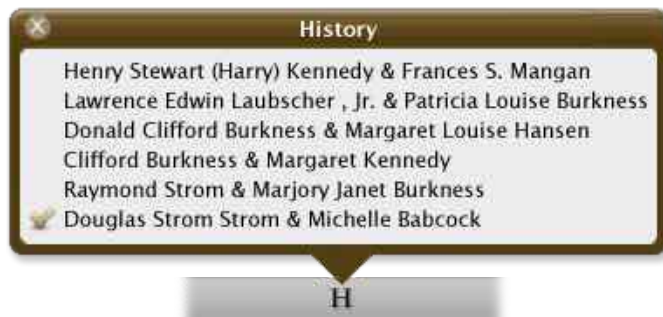 History
Henry Stewart (Harry) Kennedy & Frances S. Mangan
Lawrence Edwin Laubscher , Jr. & Patricia Louise Burkness
Donald Clifford Burkness & Margaret Louise Hansen
Clifford Burkness & Margaret Kennedy
Raymond Strom & Marjory Janet Burkness
Douglas Strom Strom & Michelle Babcock
H